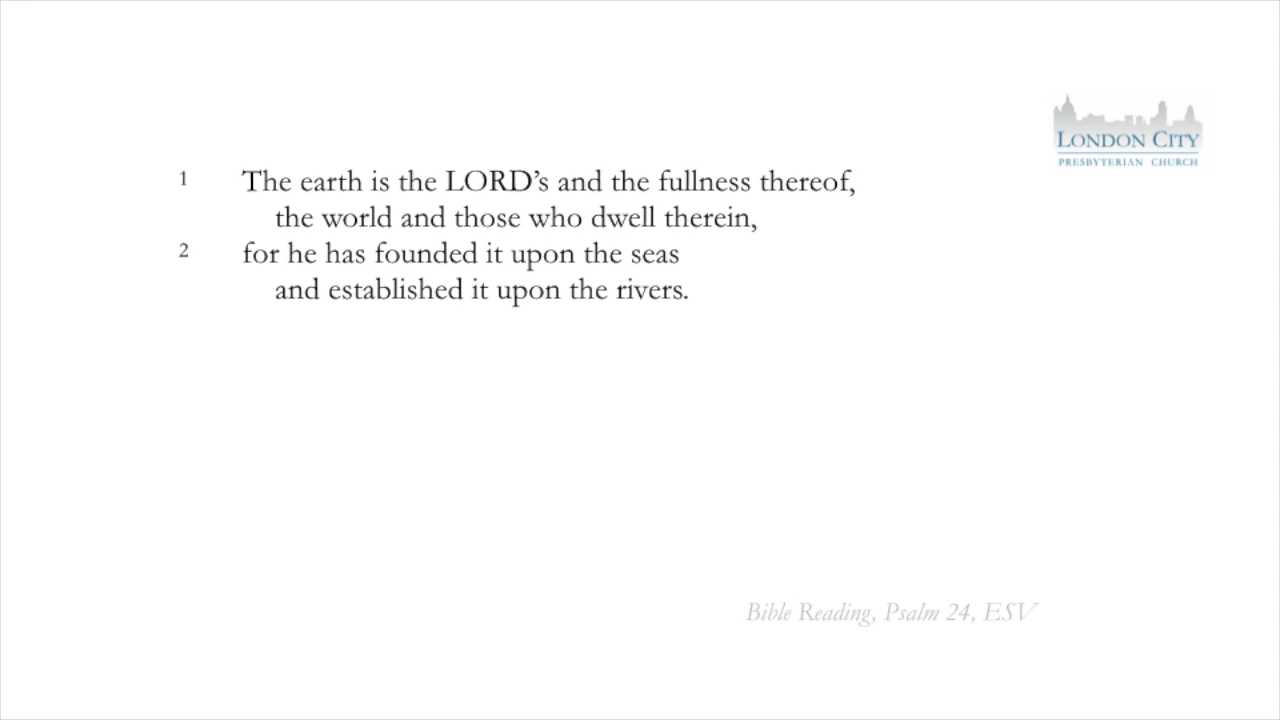 LONDON CITY
PRESBYTERIAN CHURCH
1 The earth is the LORD’s and the fullness thereof,
the world and those who dwell therein,
2 for he has founded it upon the seas
and established it upon the rivers.
Bible Reading, Psalm 24, ESV